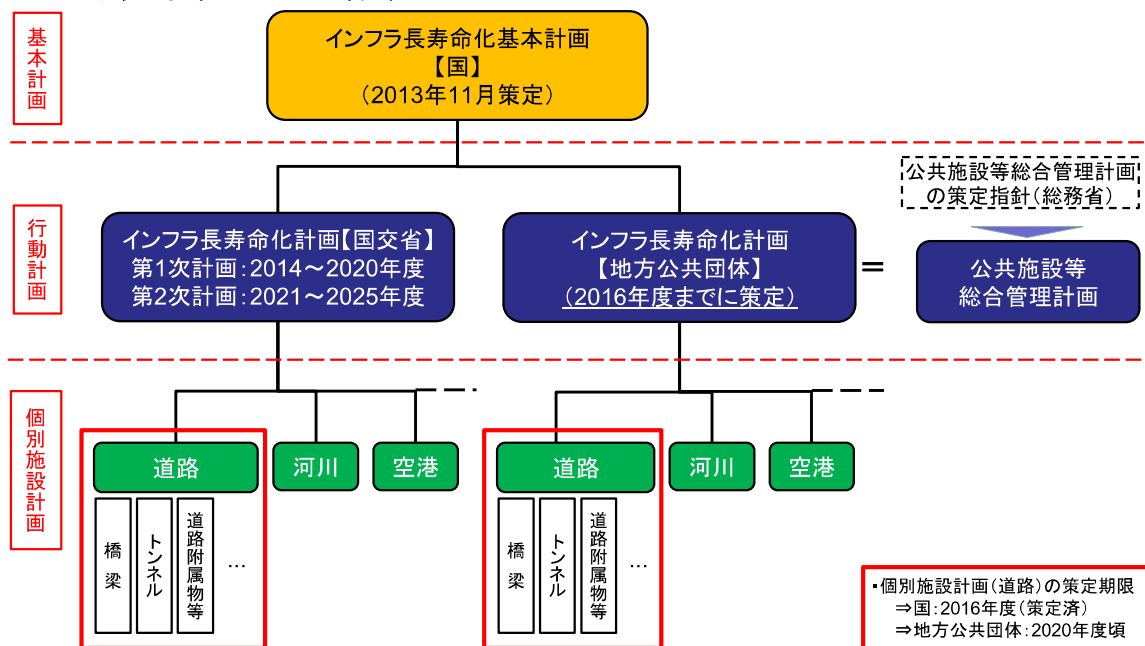 基本計画
インフラ長寿命化基本計画
【国】
(2013年11月策定)
行動計画
インフラ長寿命化計画【国交省】
第1次計画:2014～2020年度
第2次計画:2021～2025年度
インフラ長寿命化計画
【地方公共団体】
(2016年度までに策定)
=
公共施設等総合管理計画
の策定指針(総務省)
公共施設等
総合管理計画
個別施設計画
道路
河川
空港
橋梁
トンネル
道路附属物等
…
道路
河川
空港
橋梁
トンネル
道路附属物等
…
・個別施設計画(道路)の策定期限
⇒国:2016年度(策定済)
⇒地方公共団体:2020年度頃